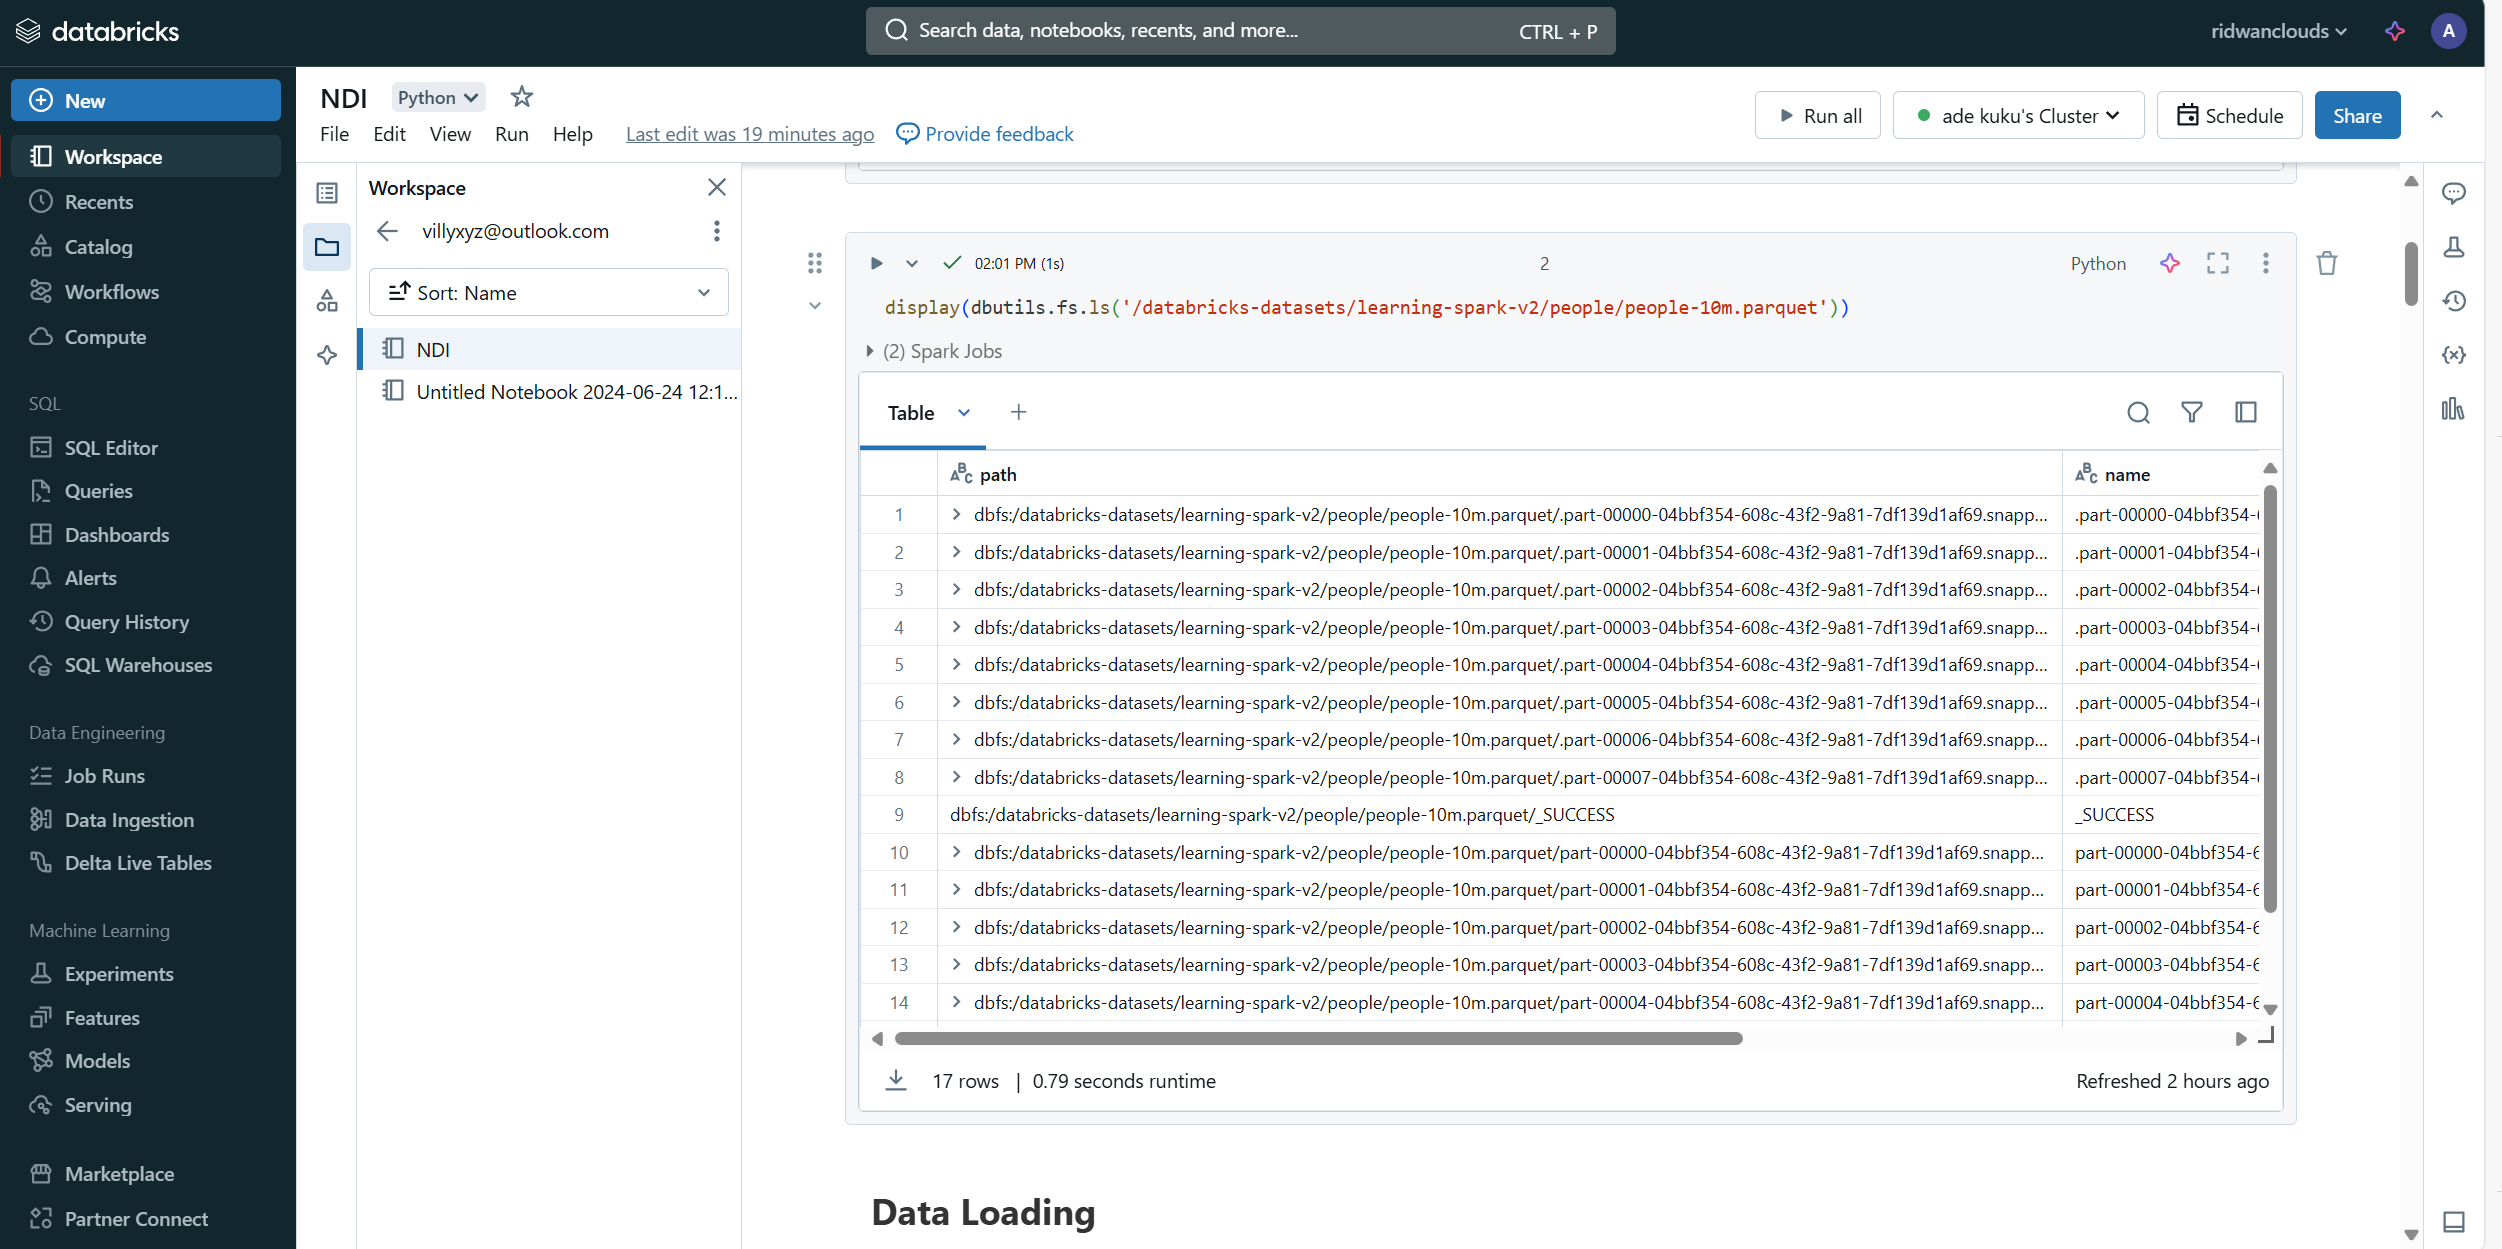 databricks
Search data, notebooks, recents, and more... CTRL + P
ridwanclouds
A
New
Workspace
Recents
Catalog
Workflows
Compute
SQL
SQL Editor
Queries
Dashboards
Alerts
Query History
SQL Warehouses
Data Engineering
Job Runs
Data Ingestion
Delta Live Tables
Machine Learning
Experiments
Features
Models
Serving
Marketplace
Partner Connect
NDI Python
File Edit View Run Help Last edit was 19 minutes ago Provide feedback
Run all ade kuku's Cluster Schedule Share
Workspace
villyxyz@outlook.com
Sort: Name
NDI
Untitled Notebook 2024-06-24 12:1...
02:01 PM (1s) 2 Python
display(dbutils.fs.ls('/databricks-datasets/learning-spark-v2/people/people-10m.parquet'))
(2) Spark Jobs
Table +
path name
1 dbfs:/databricks-datasets/learning-spark-v2/people/people-10m.parquet/.part-00000-04bbf354-608c-43f2-9a81-7df139d1af69.snapp... .part-00000-04bbf354-
2 dbfs:/databricks-datasets/learning-spark-v2/people/people-10m.parquet/.part-00001-04bbf354-608c-43f2-9a81-7df139d1af69.snapp... .part-00001-04bbf354-
3 dbfs:/databricks-datasets/learning-spark-v2/people/people-10m.parquet/.part-00002-04bbf354-608c-43f2-9a81-7df139d1af69.snapp... .part-00002-04bbf354-
4 dbfs:/databricks-datasets/learning-spark-v2/people/people-10m.parquet/.part-00003-04bbf354-608c-43f2-9a81-7df139d1af69.snapp... .part-00003-04bbf354-
5 dbfs:/databricks-datasets/learning-spark-v2/people/people-10m.parquet/.part-00004-04bbf354-608c-43f2-9a81-7df139d1af69.snapp... .part-00004-04bbf354-
6 dbfs:/databricks-datasets/learning-spark-v2/people/people-10m.parquet/.part-00005-04bbf354-608c-43f2-9a81-7df139d1af69.snapp... .part-00005-04bbf354-
7 dbfs:/databricks-datasets/learning-spark-v2/people/people-10m.parquet/.part-00006-04bbf354-608c-43f2-9a81-7df139d1af69.snapp... .part-00006-04bbf354-
8 dbfs:/databricks-datasets/learning-spark-v2/people/people-10m.parquet/.part-00007-04bbf354-608c-43f2-9a81-7df139d1af69.snapp... .part-00007-04bbf354-
9 dbfs:/databricks-datasets/learning-spark-v2/people/people-10m.parquet/_SUCCESS _SUCCESS
10 dbfs:/databricks-datasets/learning-spark-v2/people/people-10m.parquet/part-00000-04bbf354-608c-43f2-9a81-7df139d1af69.snapp... part-00000-04bbf354-6
11 dbfs:/databricks-datasets/learning-spark-v2/people/people-10m.parquet/part-00001-04bbf354-608c-43f2-9a81-7df139d1af69.snapp... part-00001-04bbf354-6
12 dbfs:/databricks-datasets/learning-spark-v2/people/people-10m.parquet/part-00002-04bbf354-608c-43f2-9a81-7df139d1af69.snapp... part-00002-04bbf354-6
13 dbfs:/databricks-datasets/learning-spark-v2/people/people-10m.parquet/part-00003-04bbf354-608c-43f2-9a81-7df139d1af69.snapp... part-00003-04bbf354-6
14 dbfs:/databricks-datasets/learning-spark-v2/people/people-10m.parquet/part-00004-04bbf354-608c-43f2-9a81-7df139d1af69.snapp... part-00004-04bbf354-6
17 rows | 0.79 seconds runtime Refreshed 2 hours ago
Data Loading